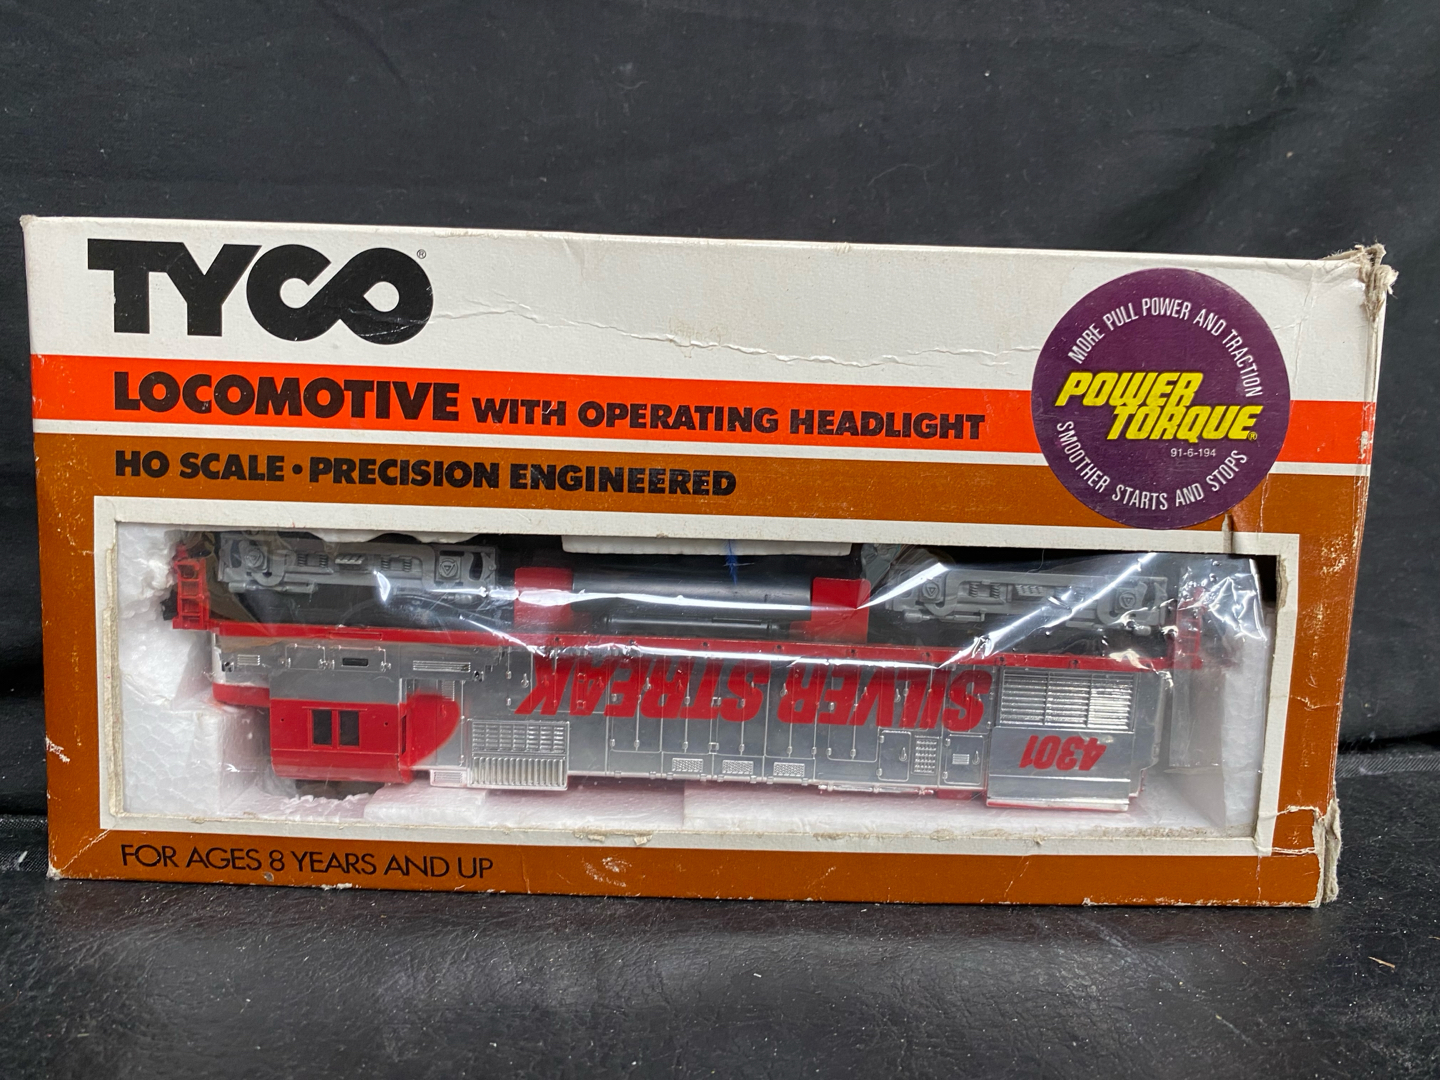 TYCO®
LOCOMOTIVE WITH OPERATING HEADLIGHT
HO SCALE • PRECISION ENGINEERED
MORE PULL POWER AND TRACTION
POWER
TORQUE®
91-6-194
SMOOTHER STARTS AND STOPS
SILVER STREAK
4301
FOR AGES 8 YEARS AND UP